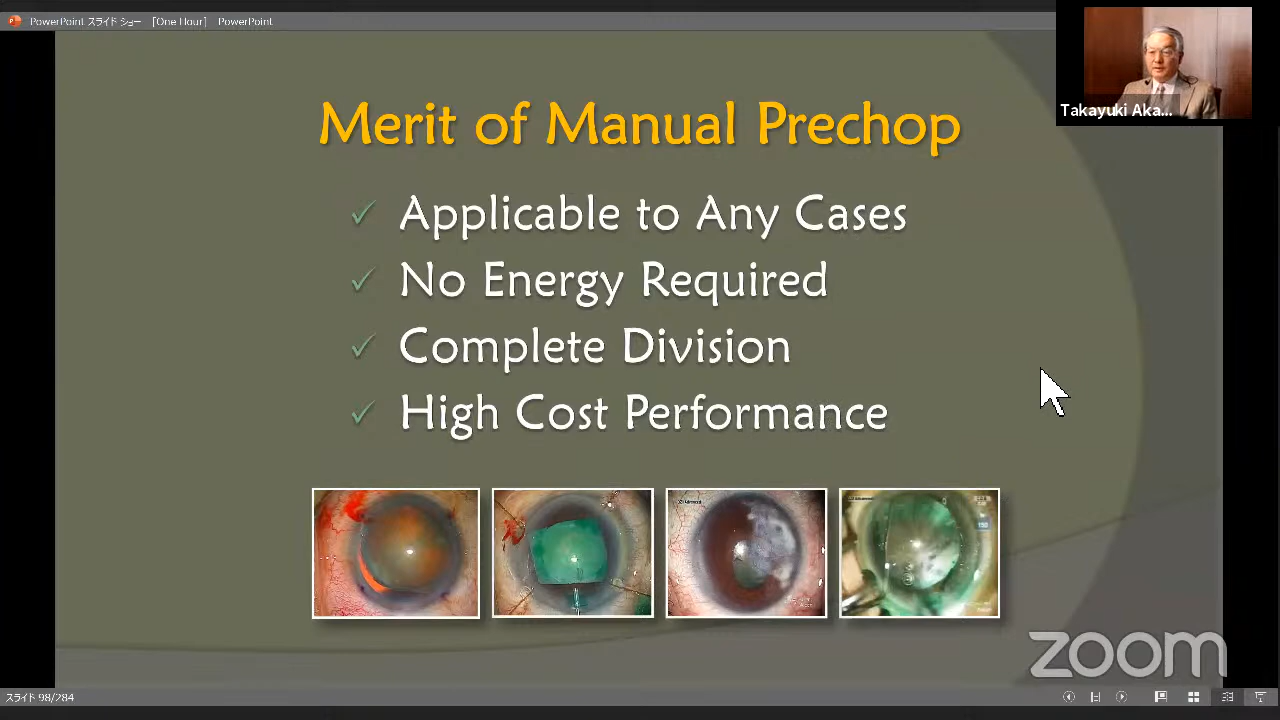 PowerPoint スライド ショー [One Hour] PowerPoint
Takayuki Aka...
Merit of Manual Prechop
✓ Applicable to Any Cases
✓ No Energy Required
✓ Complete Division
✓ High Cost Performance
zoom
スライド 98/284